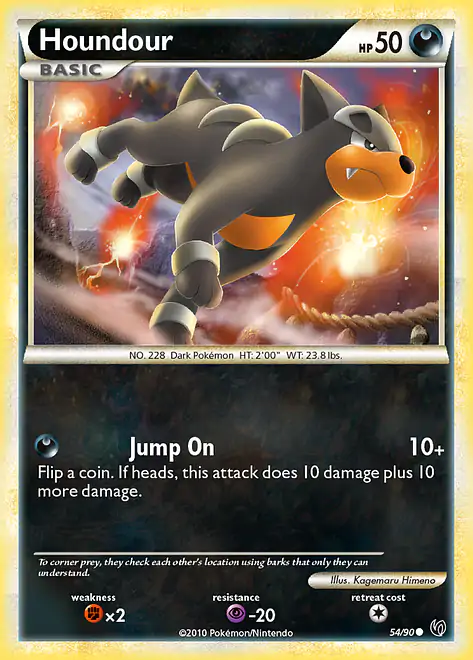 Houndour HP 50
BASIC
NO. 228 Dark Pokémon HT: 2'00" WT: 23.8 lbs.
Jump On 10+
Flip a coin. If heads, this attack does 10 damage plus 10
more damage.
To corner prey, they check each other's location using barks that only they can
understand.
Illus. Kagemaru Himeno
weakness resistance retreat cost
×2 -20
©2010 Pokémon/Nintendo 54/90